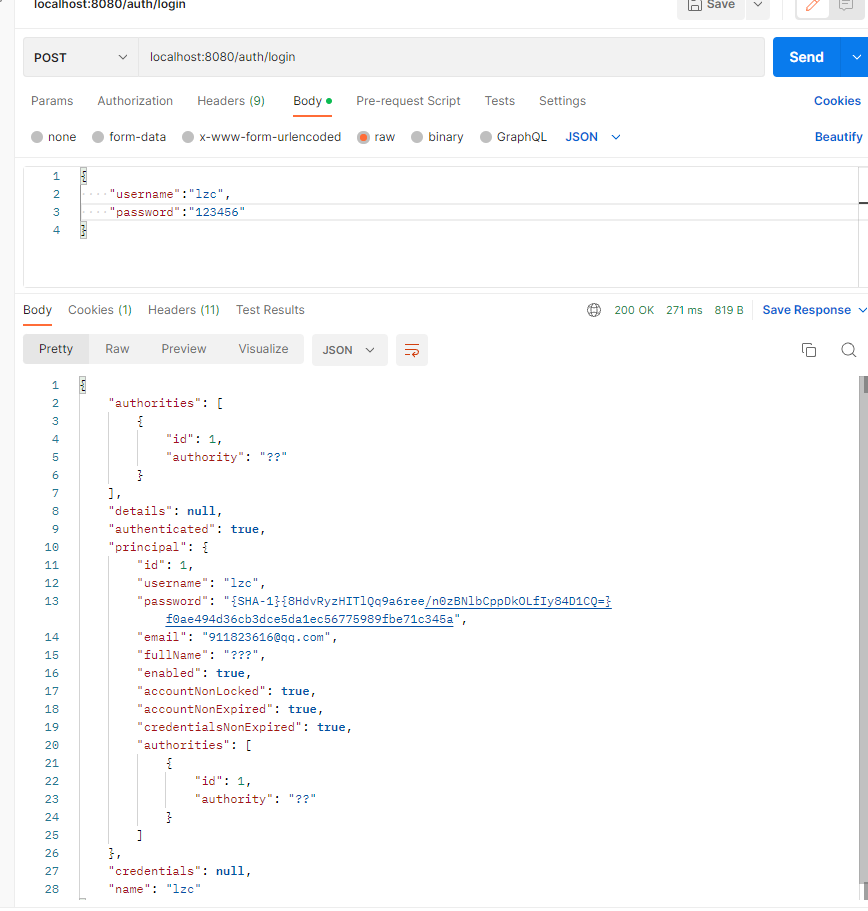 localhost:8080/auth/login
Save
POST
localhost:8080/auth/login
Send
Params Authorization Headers (9) Body Pre-request Script Tests Settings Cookies
none form-data x-www-form-urlencoded raw binary GraphQL JSON Beautify
1 {
2 "username":"lzc",
3 "password":"123456"
4 }
Body Cookies (1) Headers (11) Test Results 200 OK 271 ms 819 B Save Response
Pretty Raw Preview Visualize JSON
1 {
2 "authorities": [
3 {
4 "id": 1,
5 "authority": "??"
6 }
7 ],
8 "details": null,
9 "authenticated": true,
10 "principal": {
11 "id": 1,
12 "username": "lzc",
13 "password": "{SHA-1}{8HdvRyzHITlQq9a6ree/n0zBNlbCppDkOLfIy84D1CQ=}
f0ae494d36cb3dce5da1ec56775989fbe71c345a",
14 "email": "911823616@qq.com",
15 "fullName": "???",
16 "enabled": true,
17 "accountNonLocked": true,
18 "accountNonExpired": true,
19 "credentialsNonExpired": true,
20 "authorities": [
21 {
22 "id": 1,
23 "authority": "??"
24 }
25 ]
26 },
27 "credentials": null,
28 "name": "lzc"